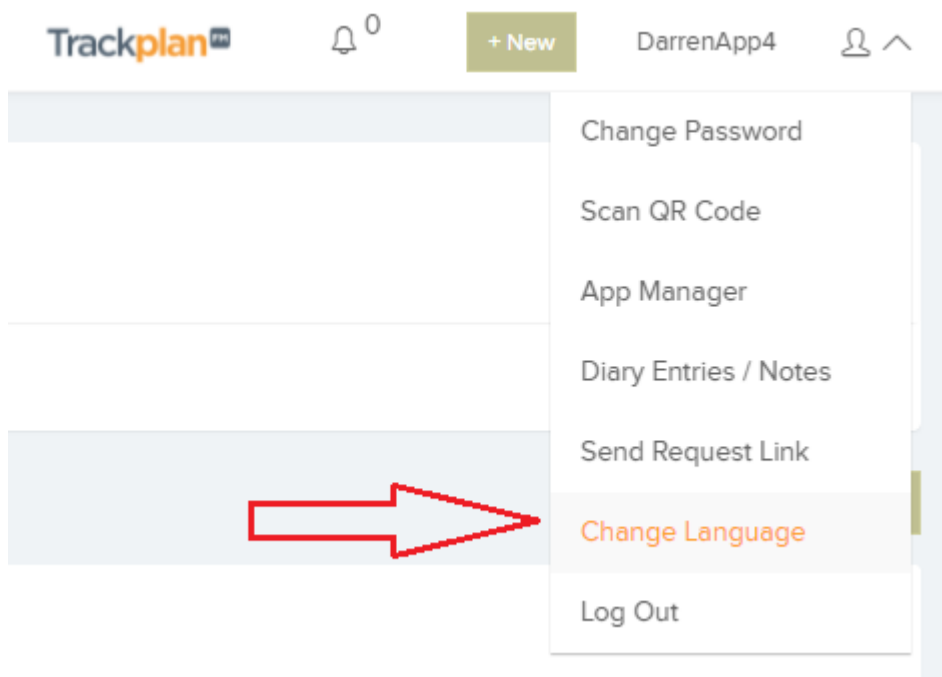 Trackplan FM
0
+ New
DarrenApp4
Change Password
Scan QR Code
App Manager
Diary Entries / Notes
Send Request Link
Change Language
Log Out